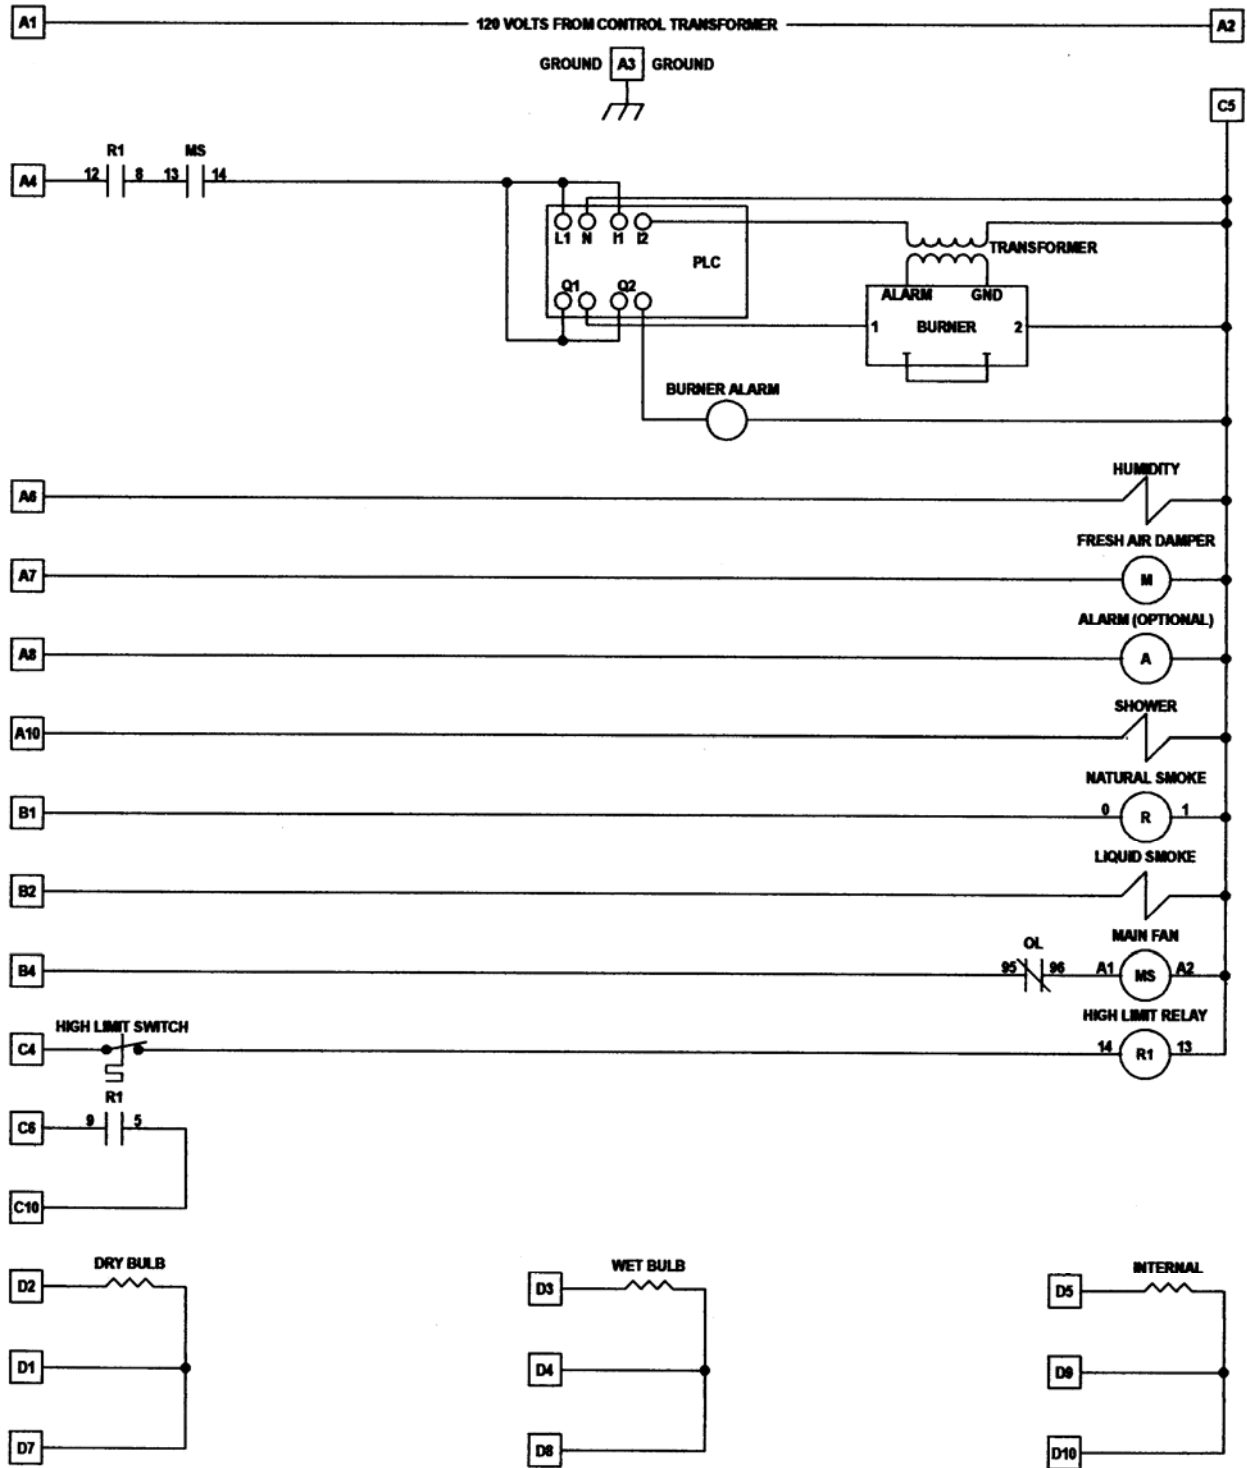 A1 120 VOLTS FROM CONTROL TRANSFORMER A2
GROUND A3 GROUND
C5
R1 MS
A4 12 8 13 14
L1 N I1 I2
TRANSFORMER
PLC
Q1 Q2
ALARM GND
1 BURNER 2
BURNER ALARM
HUMIDITY
A6
FRESH AIR DAMPER
A7 M
ALARM (OPTIONAL)
A8 A
SHOWER
A10
NATURAL SMOKE
B1 0 R 1
LIQUID SMOKE
B2
OL MAIN FAN
B4 95 96 A1 MS A2
HIGH LIMIT SWITCH HIGH LIMIT RELAY
C4 14 R1 13
R1
C6 9 5
C10
DRY BULB WET BULB INTERNAL
D2 D3 D5
D1 D4 D9
D7 D8 D10